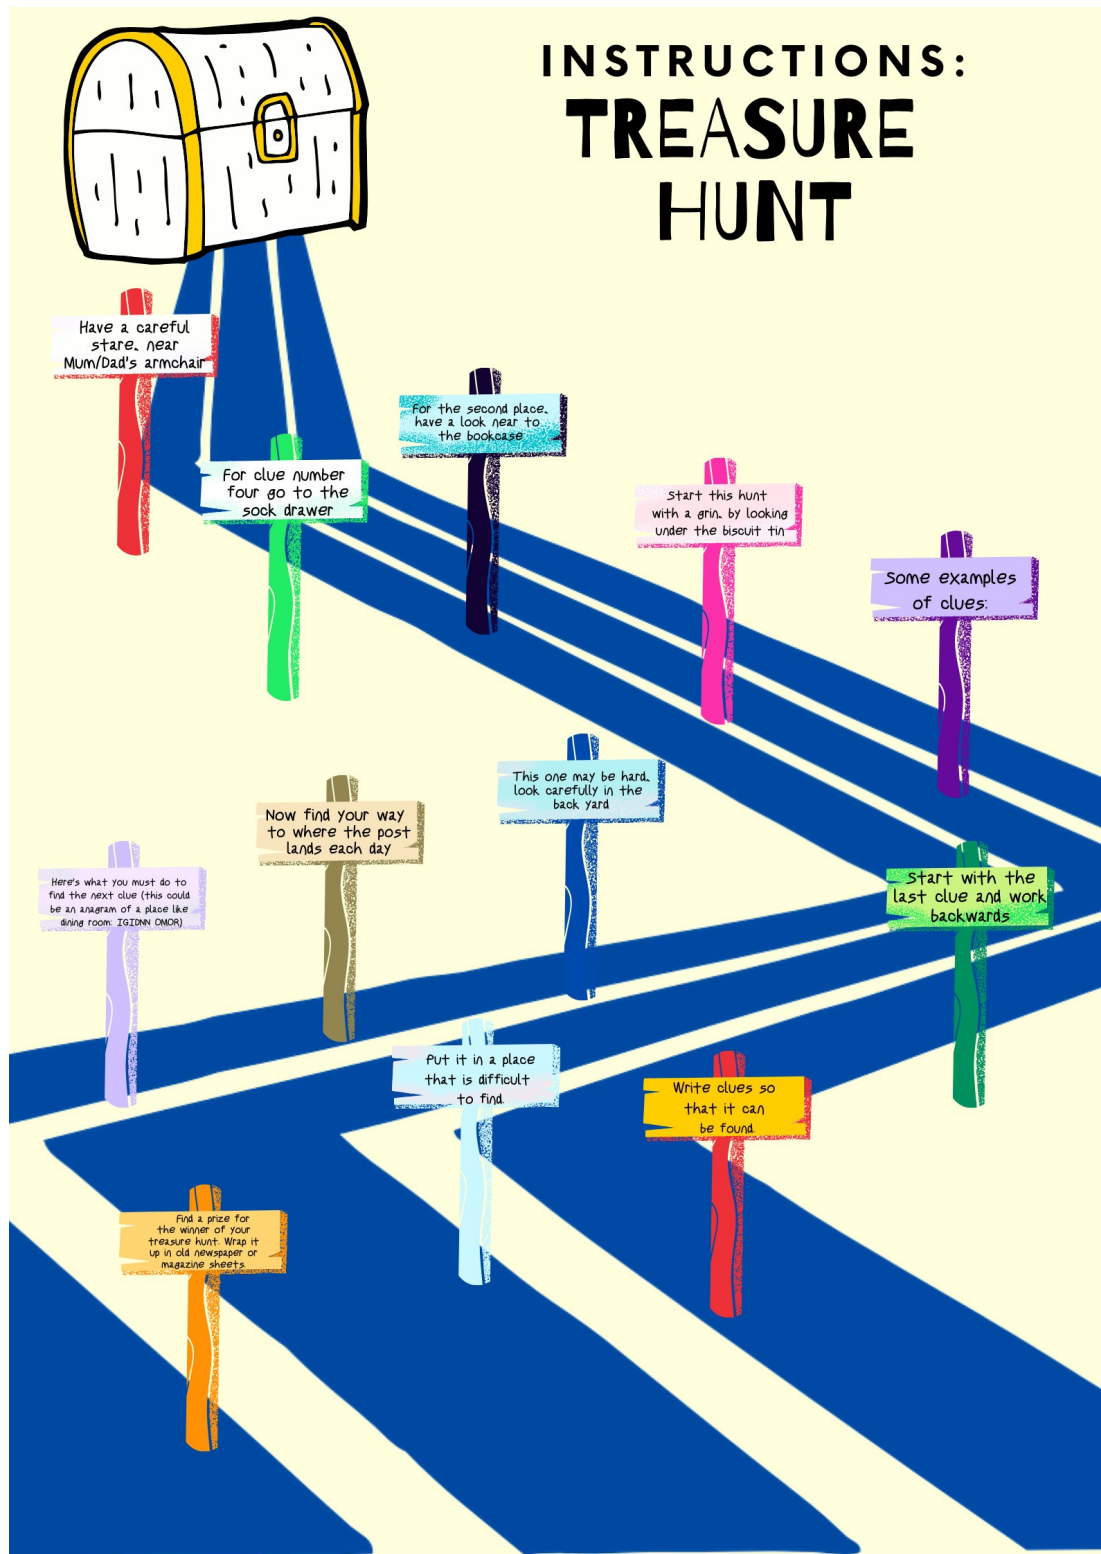 INSTRUCTIONS:
TREASURE
HUNT
Have a careful
stare, near
Mum/Dad's armchair
For the second place,
have a look near to
the bookcase
For clue number
four go to the
sock drawer
Start this hunt
with a grin, by looking
under the biscuit tin
Some examples
of clues:
This one may be hard,
look carefully in the
back yard
Now find your way
to where the post
lands each day
Here's what you must do to
find the next clue (this could
be an anagram of a place like
dining room: IGIDNN OMOR)
Start with the
last clue and work
backwards
Put it in a place
that is difficult
to find.
Write clues so
that it can
be found.
Find a prize for
the winner of your
treasure hunt. Wrap it
up in old newspaper or
magazine sheets.